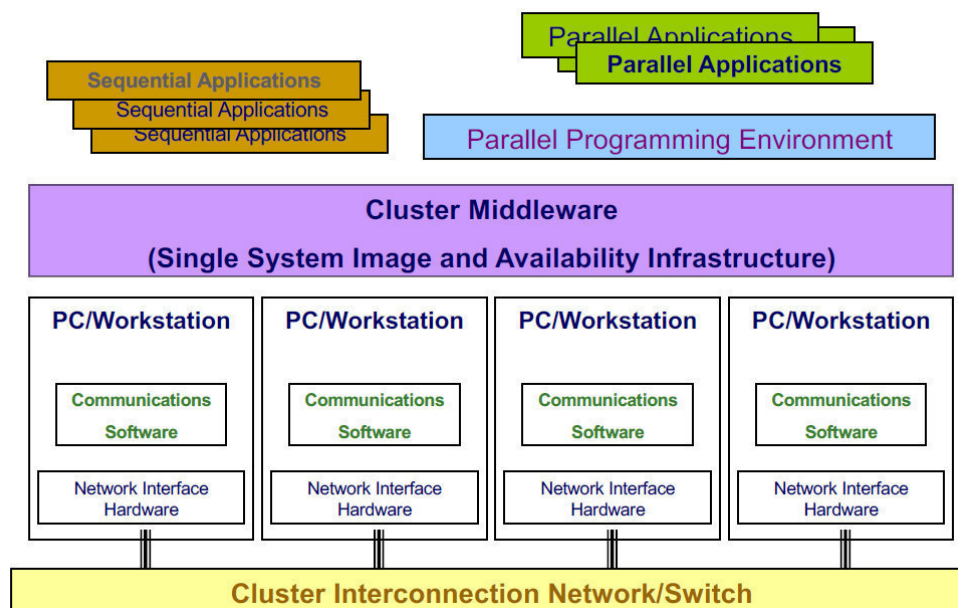 Parallel Applications
Parallel Applications
Sequential Applications
Sequential Applications
Sequential Applications
Parallel Programming Environment
Cluster Middleware
(Single System Image and Availability Infrastructure)
PC/Workstation
Communications
Software
Network Interface
Hardware
PC/Workstation
Communications
Software
Network Interface
Hardware
PC/Workstation
Communications
Software
Network Interface
Hardware
PC/Workstation
Communications
Software
Network Interface
Hardware
Cluster Interconnection Network/Switch